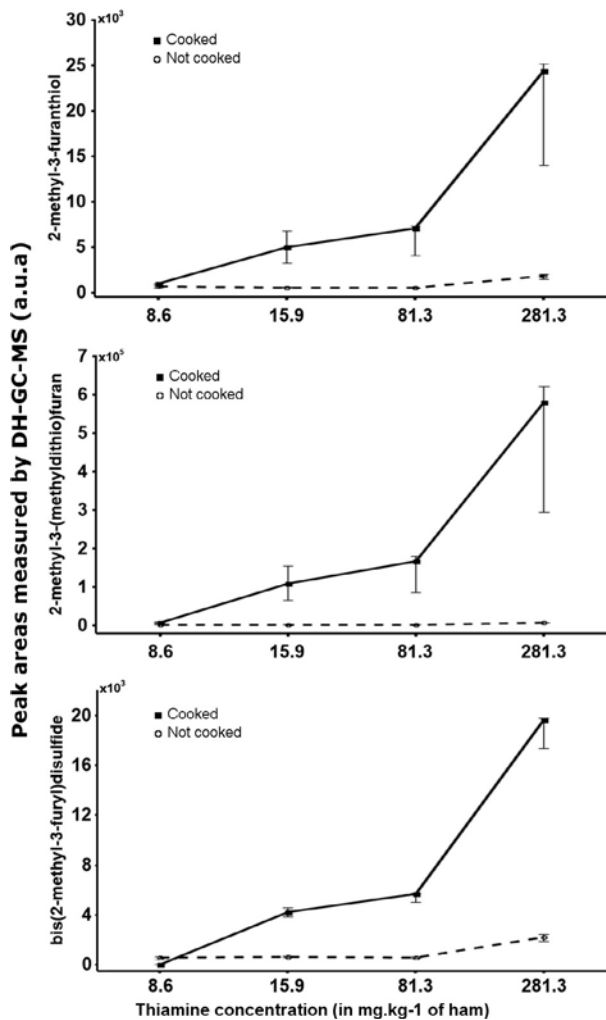 Peak areas measured by DH-GC-MS (a.u.a)
2-methyl-3-furanthiol
x10³
30
25
20
15
10
5
0
Cooked
Not cooked
8.6 15.9 81.3 281.3
2-methyl-3-(methyldithio)furan
x10⁵
7
6
5
4
3
2
1
0
Cooked
Not cooked
8.6 15.9 81.3 281.3
bis(2-methyl-3-furyl)disulfide
x10³
20
16
12
8
4
0
Cooked
Not cooked
8.6 15.9 81.3 281.3
Thiamine concentration (in mg.kg-1 of ham)